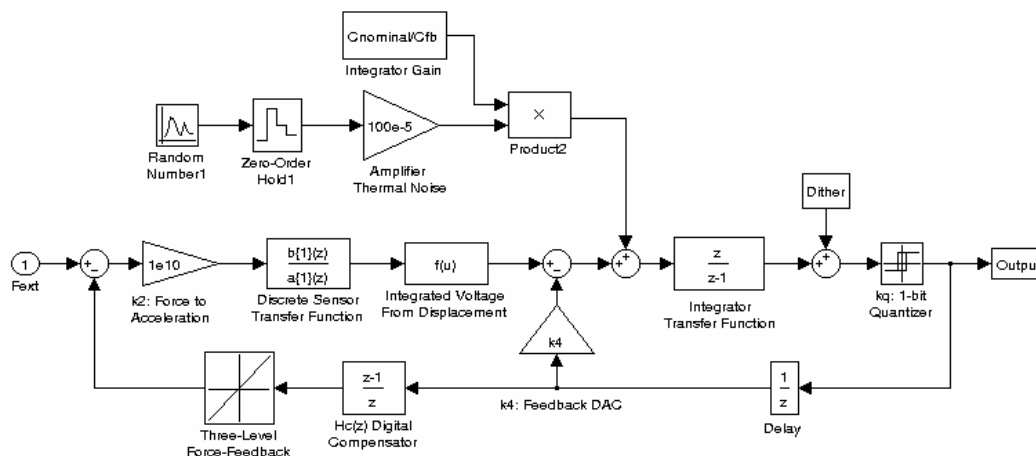 Cnominal/Cfb
Integrator Gain
100e-5
×
Random
Number1
Zero-Order
Hold1
Amplifier
Thermal Noise
Product2
Dither
1
Fext
+
−
1e10
k2: Force to
Acceleration
b{1}(z)
a{1}(z)
Discrete Sensor
Transfer Function
f(u)
Integrated Voltage
From Displacement
+
−
+
+
z
z-1
Integrator
Transfer Function
+
+
kq: 1-bit
Quantizer
Output
k4
Three-Level
Force-Feedback
z-1
z
Hc(z) Digital
Compensator
k4: Feedback DAC
1
z
Delay